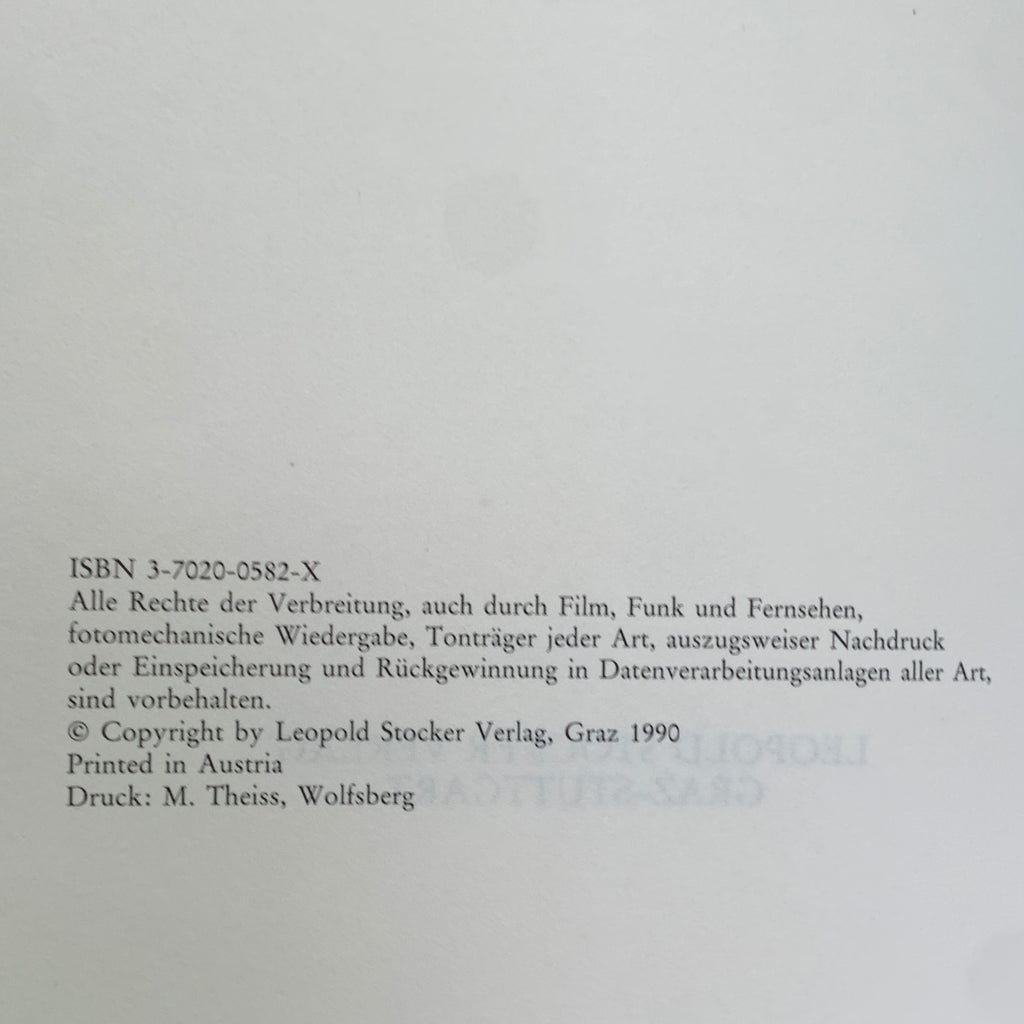 ISBN 3-7020-0582-X
Alle Rechte der Verbreitung, auch durch Film, Funk und Fernsehen,
fotomechanische Wiedergabe, Tonträger jeder Art, auszugsweiser Nachdruck
oder Einspeicherung und Rückgewinnung in Datenverarbeitungsanlagen aller Art,
sind vorbehalten.
© Copyright by Leopold Stocker Verlag, Graz 1990
Printed in Austria
Druck: M. Theiss, Wolfsberg